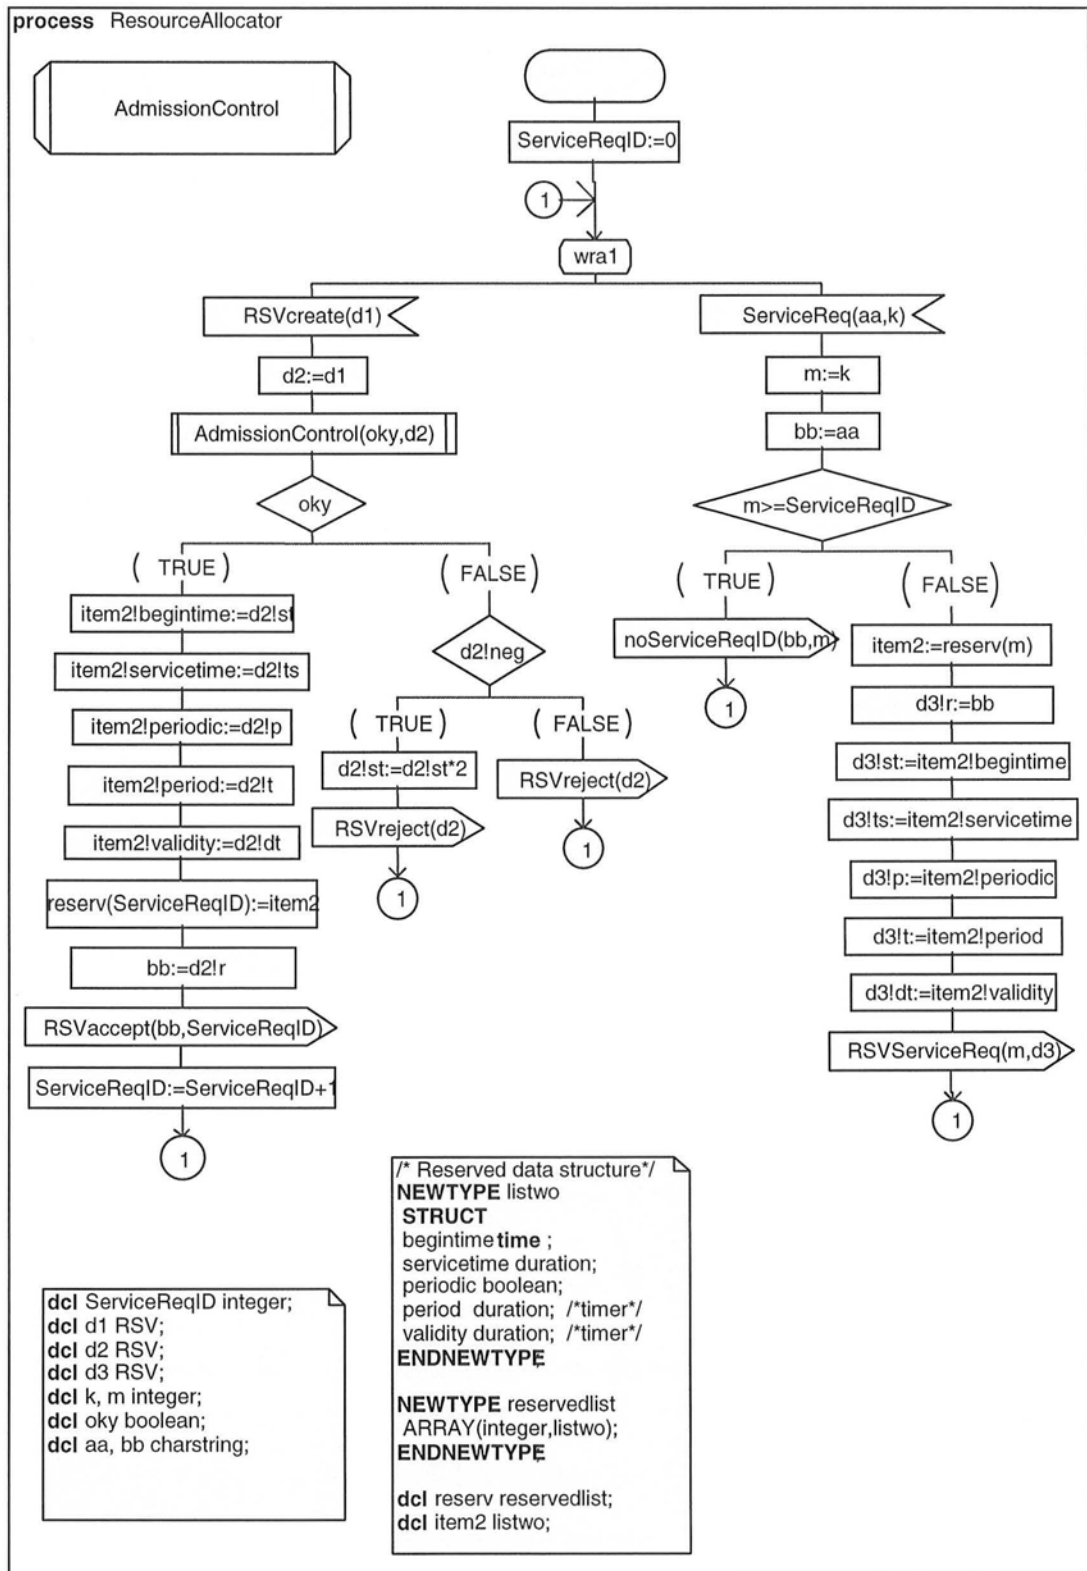 process ResourceAllocator
AdmissionControl
ServiceReqID:=0
1
wra1
RSVcreate(d1)
d2:=d1
AdmissionControl(oky,d2)
oky
( TRUE )
item2!begintime:=d2!st
item2!servicetime:=d2!ts
item2!periodic:=d2!p
item2!period:=d2!t
item2!validity:=d2!dt
reserv(ServiceReqID):=item2
bb:=d2!r
RSVaccept(bb,ServiceReqID)
ServiceReqID:=ServiceReqID+1
1
( FALSE )
d2!neg
( TRUE )
d2!st:=d2!st*2
RSVreject(d2)
1
( FALSE )
RSVreject(d2)
1
ServiceReq(aa,k)
m:=k
bb:=aa
m>=ServiceReqID
( TRUE )
noServiceReqID(bb,m)
1
( FALSE )
item2:=reserv(m)
d3!r:=bb
d3!st:=item2!begintime
d3!ts:=item2!servicetime
d3!p:=item2!periodic
d3!t:=item2!period
d3!dt:=item2!validity
RSVServiceReq(m,d3)
1
dcl ServiceReqID integer;
dcl d1 RSV;
dcl d2 RSV;
dcl d3 RSV;
dcl k, m integer;
dcl oky boolean;
dcl aa, bb charstring;
/* Reserved data structure*/
NEWTYPE listwo
STRUCT
begintime time ;
servicetime duration;
periodic boolean;
period duration; /*timer*/
validity duration; /*timer*/
ENDNEWTYPE;
NEWTYPE reservedlist
ARRAY(integer,listwo);
ENDNEWTYPE;
dcl reserv reservedlist;
dcl item2 listwo;